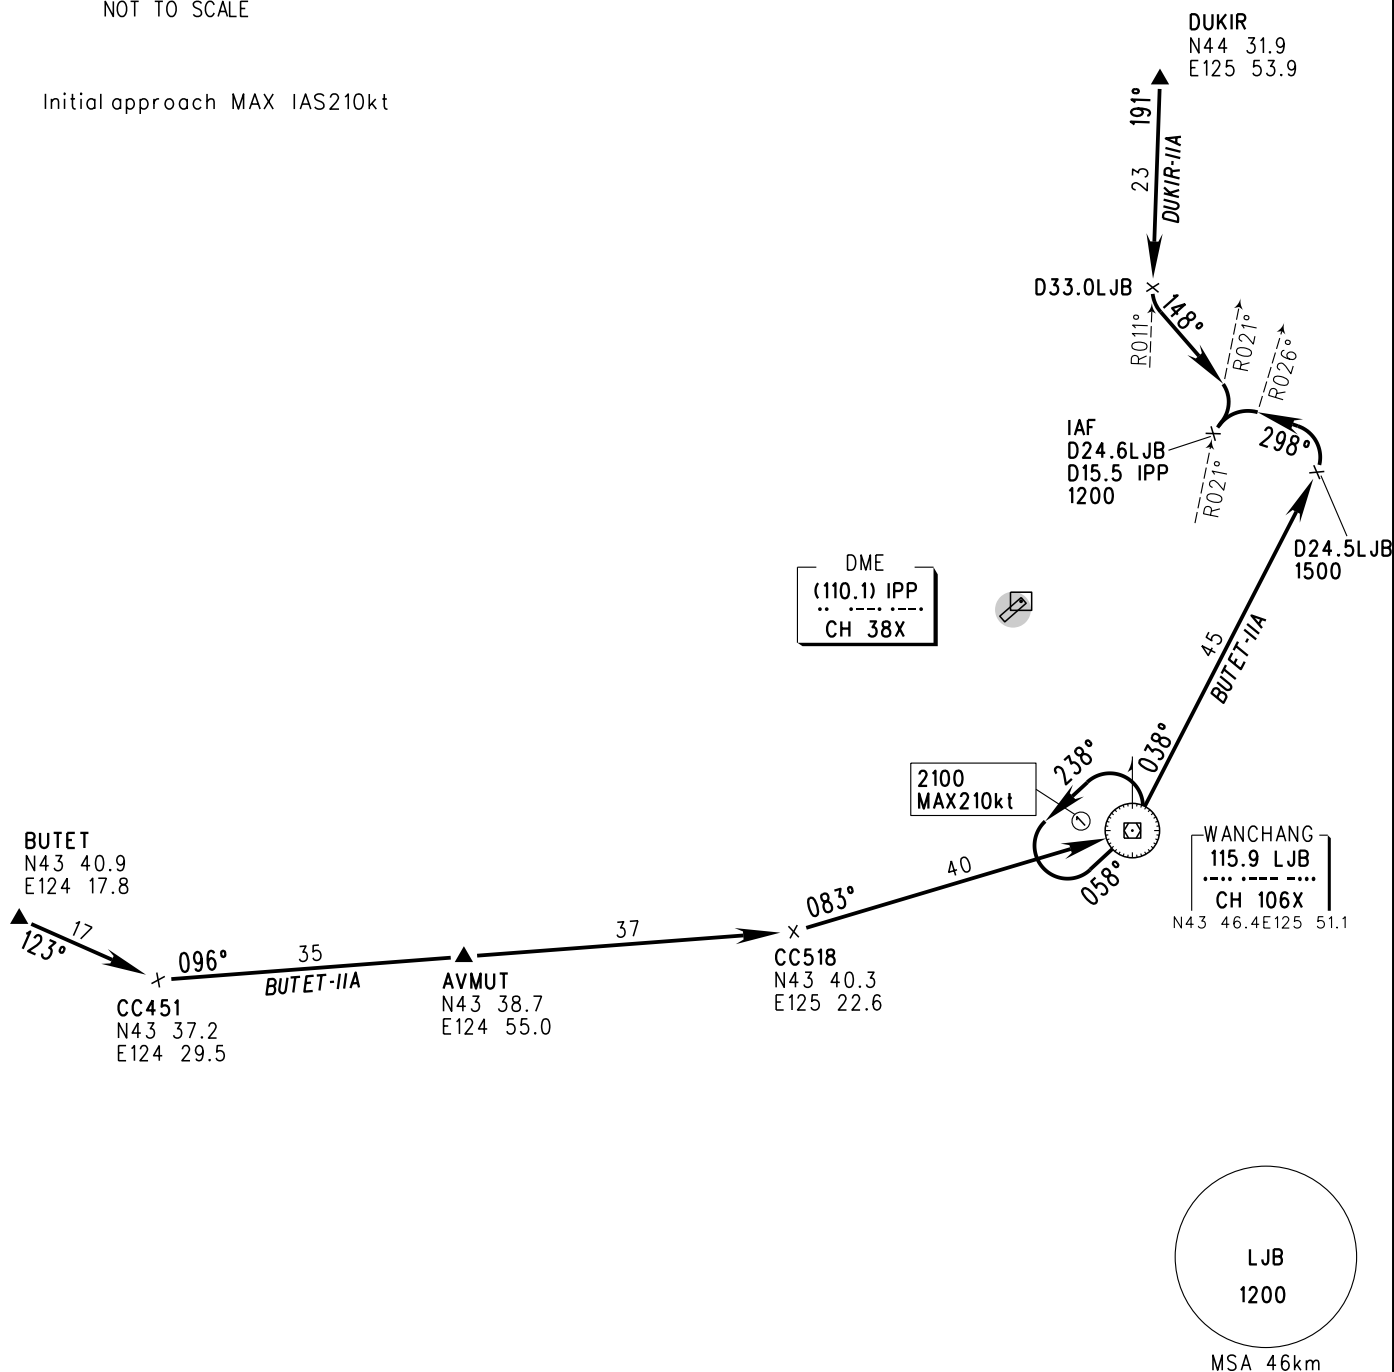 NOT TO SCALE
Initial approach MAX IAS210kt
DUKIR
N44 31.9
E125 53.9
191°
23
DUKIR-11A
D33.0LJB
148°
R011°
R021°
R026°
IAF
D24.6LJB
D15.5 IPP
1200
298°
R021°
D24.5LJB
1500
DME
(110.1) IPP
CH 38X
45
BUTET-11A
038°
238°
2100
MAX210kt
1
WANCHANG
115.9 LJB
CH 106X
N43 46.4E125 51.1
058°
40
083°
BUTET
N43 40.9
E124 17.8
17
123°
096°
35
BUTET-11A
37
CC451
N43 37.2
E124 29.5
AVMUT
N43 38.7
E124 55.0
CC518
N43 40.3
E125 22.6
LJB
1200
MSA 46km